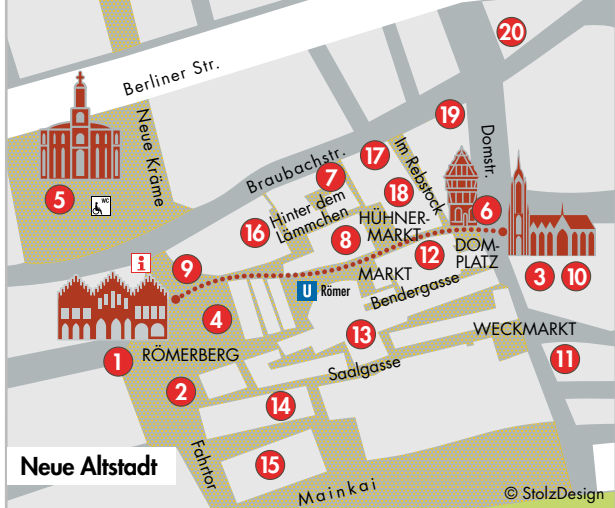 20
Berliner Str.
Neue Kräme
19
Domstr.
Braubachstr.
17
Im Rebstock
WC
5
7
18
Hinter dem
Lämmchen
6
16
HÜHNER-
MARKT
8
DOM-
PLATZ
12
i
9
MARKT
3
10
U Römer
Bendergasse
4
13
WECKMARKT
1
RÖMERBERG
11
Saalgasse
2
14
Fahrtor
15
Neue Altstadt
Mainkai
© StolzDesign